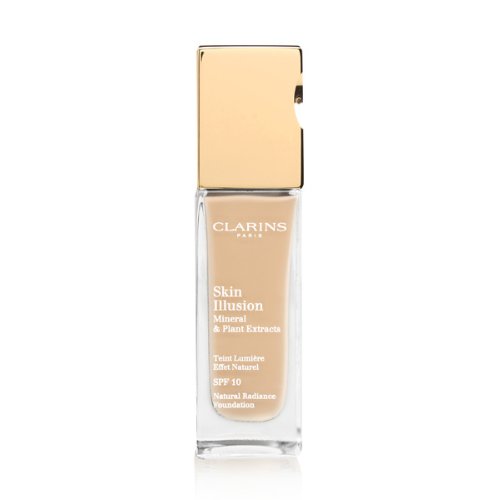 CLARINS
PARIS
Skin
Illusion
Mineral
& Plant Extracts
Teint Lumière
Effet Naturel
SPF 10
Natural Radiance
Foundation